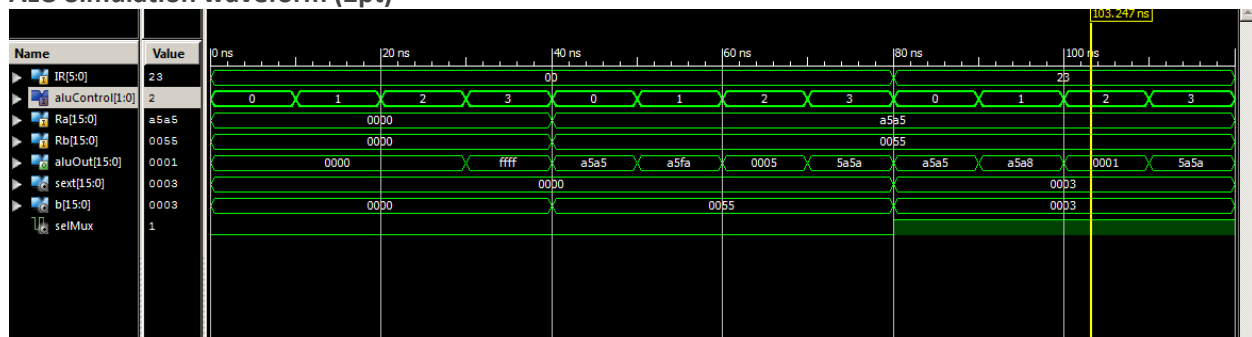 ALU Simulation waveform (2pt)
103.247 ns
Name Value 0 ns 20 ns 40 ns 60 ns 80 ns 100 ns
IR[5:0] 23 00 23
aluControl[1:0] 2 0 1 2 3 0 1 2 3 0 1 2 3
Ra[15:0] a5a5 0000 a5a5
Rb[15:0] 0055 0000 0055
aluOut[15:0] 0001 0000 ffff a5a5 a5fa 0005 5a5a a5a5 a5a8 0001 5a5a
sext[15:0] 0003 0000 0003
b[15:0] 0003 0000 0055 0003
selMux 1